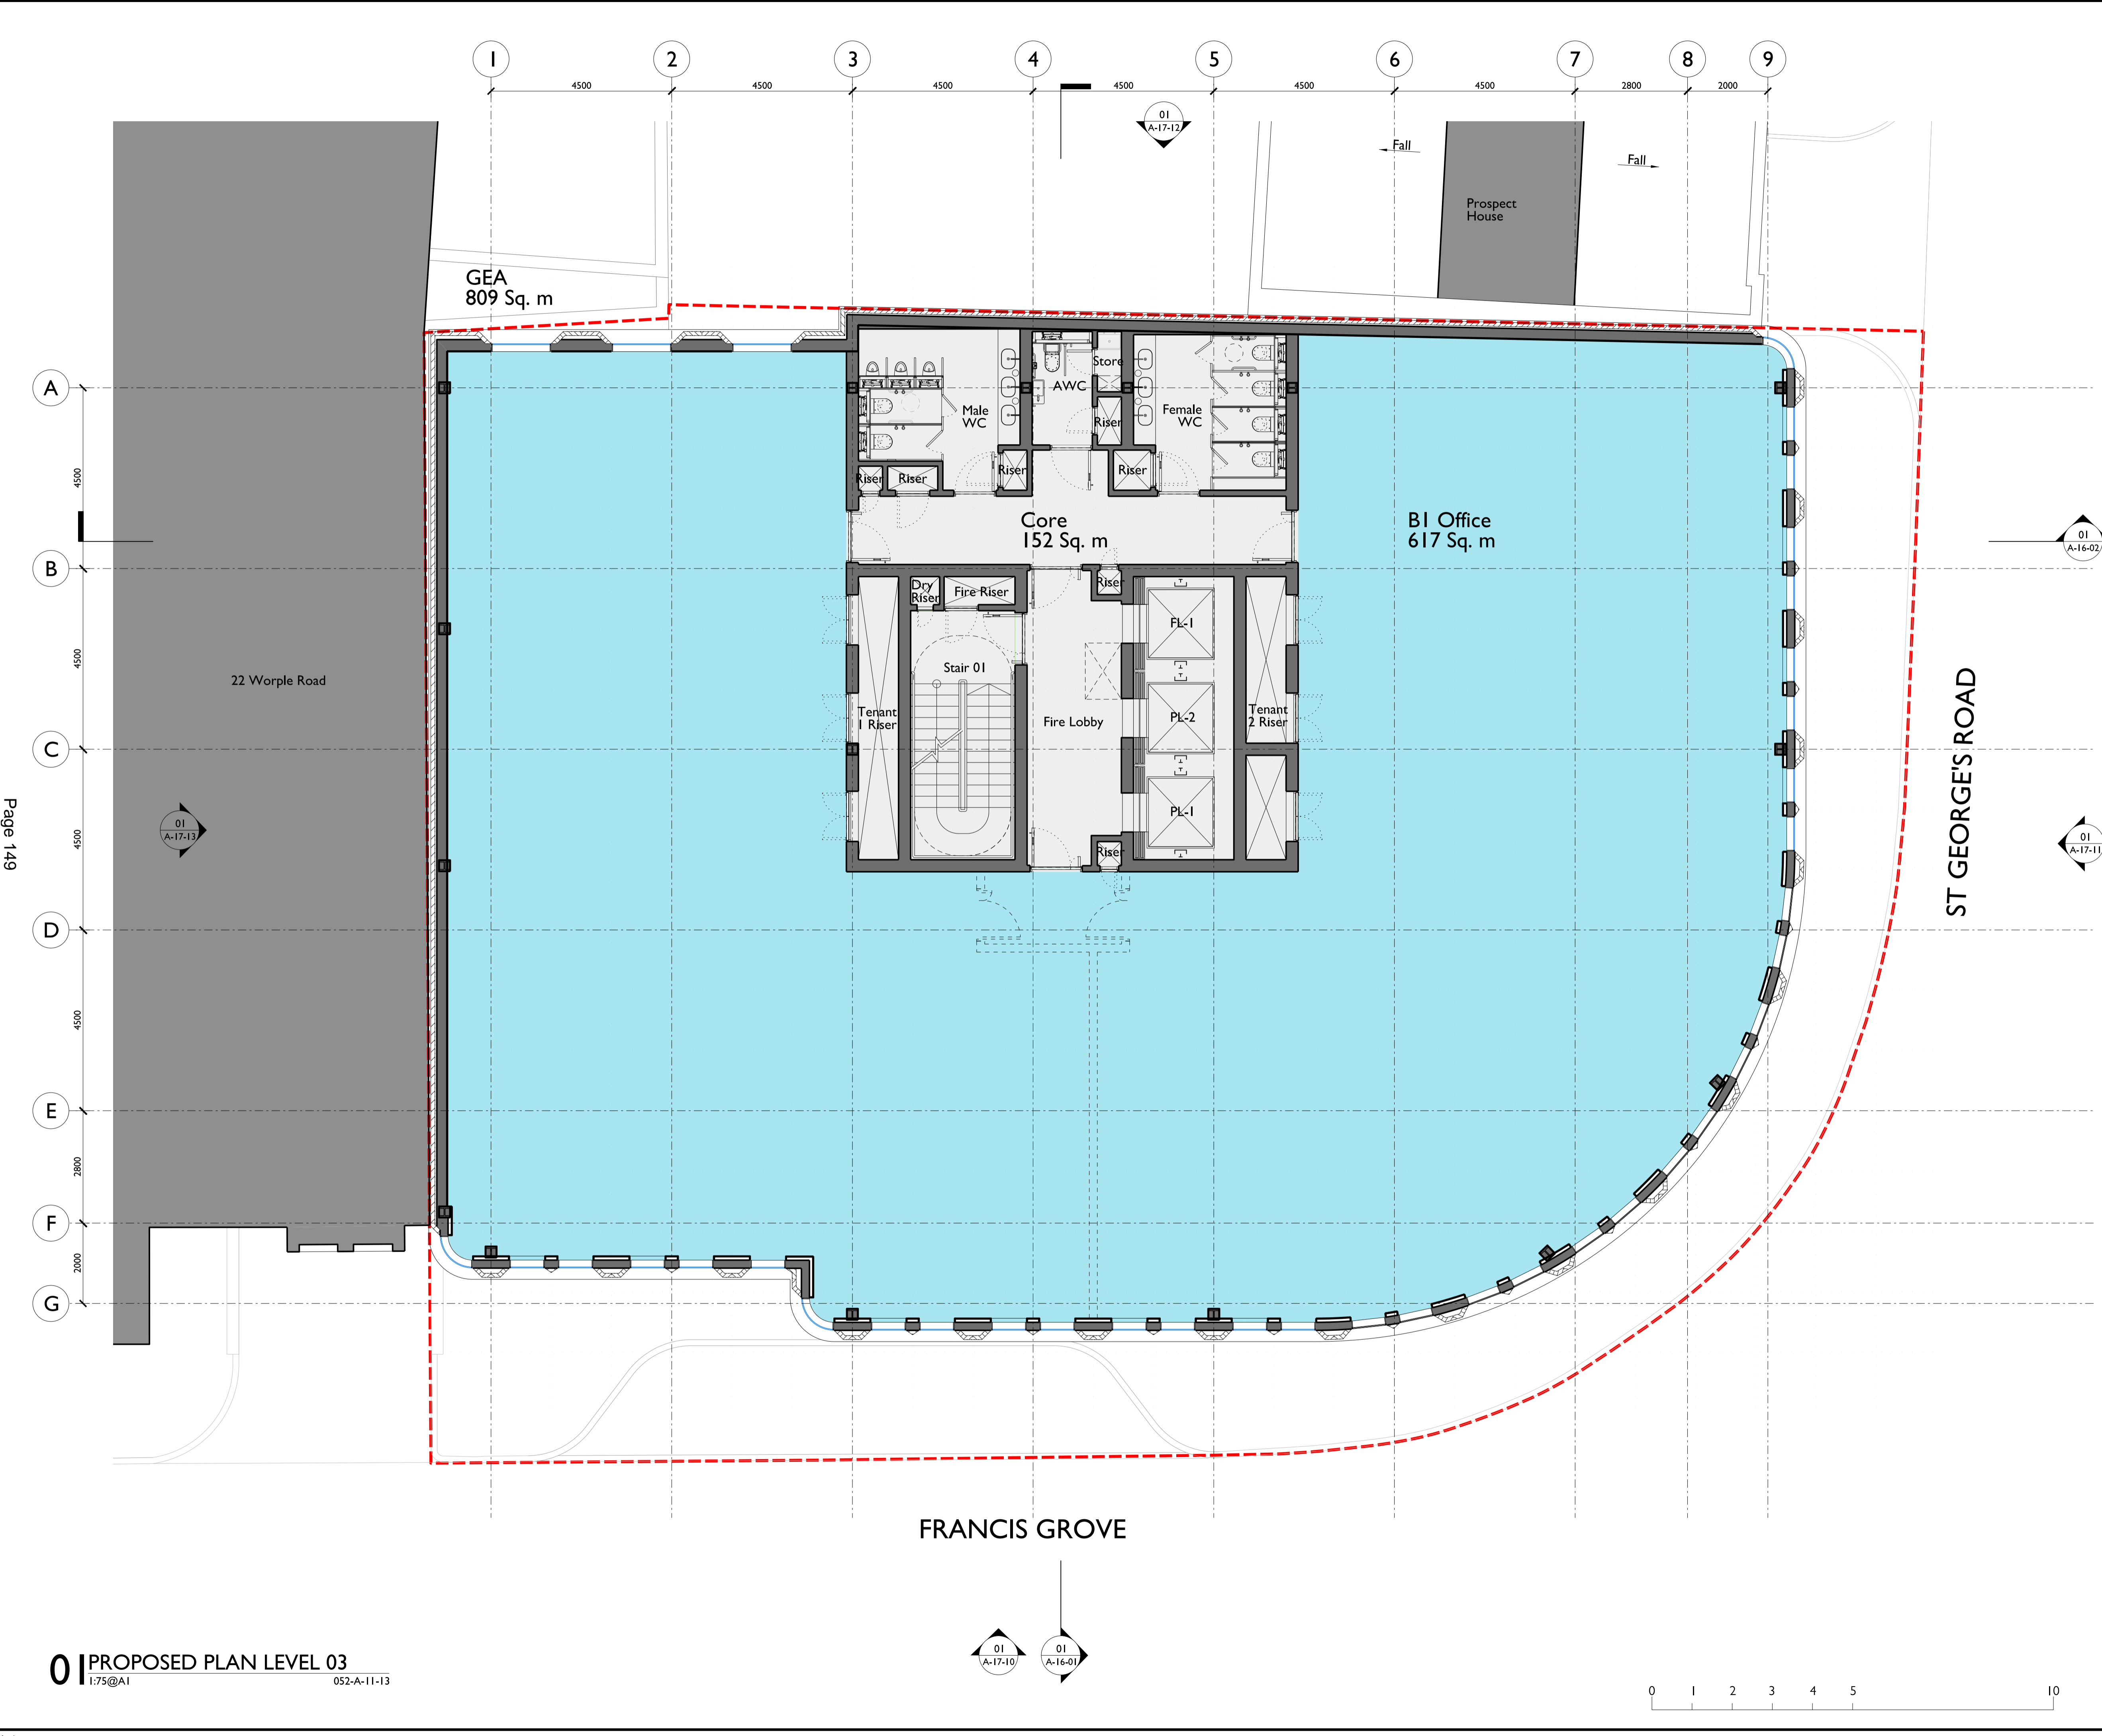 1
2
3
4
5
6
7
8
9
4500
4500
4500
4500
4500
4500
2800
2000
01
A-17-12
Fall
Fall
Prospect
House
GEA
809 Sq. m
A
B
C
D
E
F
G
4500
4500
4500
4500
2800
2000
Male
WC
AWC
Store
Riser
Female
WC
Riser
Riser
Riser
Riser
Core
152 Sq. m
B1 Office
617 Sq. m
01
A-16-02
Dry
Riser
Fire Riser
Riser
FL-1
Stair 01
22 Worple Road
Tenant
1 Riser
Fire Lobby
PL-2
Tenant
2 Riser
PL-1
Riser
01
A-17-13
01
A-17-11
Page 149
ST GEORGE'S ROAD
FRANCIS GROVE
01
A-17-10
01
A-16-01
01 PROPOSED PLAN LEVEL 03
1:75@A1
052-A-11-13
0 1 2 3 4 5 10